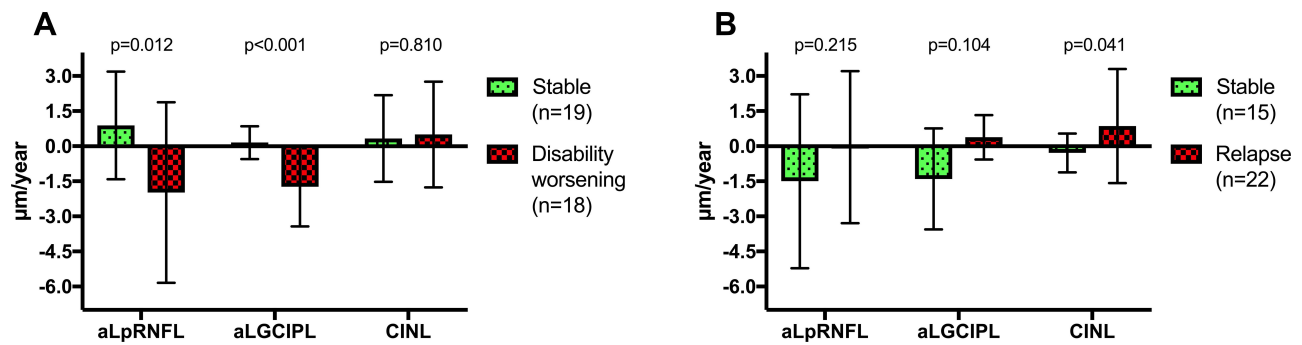 A
p=0.012 p<0.001 p=0.810
3.0
1.5
0.0
-1.5
-3.0
-4.5
-6.0
µm/year
aLpRNFL aLGCIPL CINL
Stable
(n=19)
Disability
worsening
(n=18)
B
p=0.215 p=0.104 p=0.041
3.0
1.5
0.0
-1.5
-3.0
-4.5
-6.0
µm/year
aLpRNFL aLGCIPL CINL
Stable
(n=15)
Relapse
(n=22)